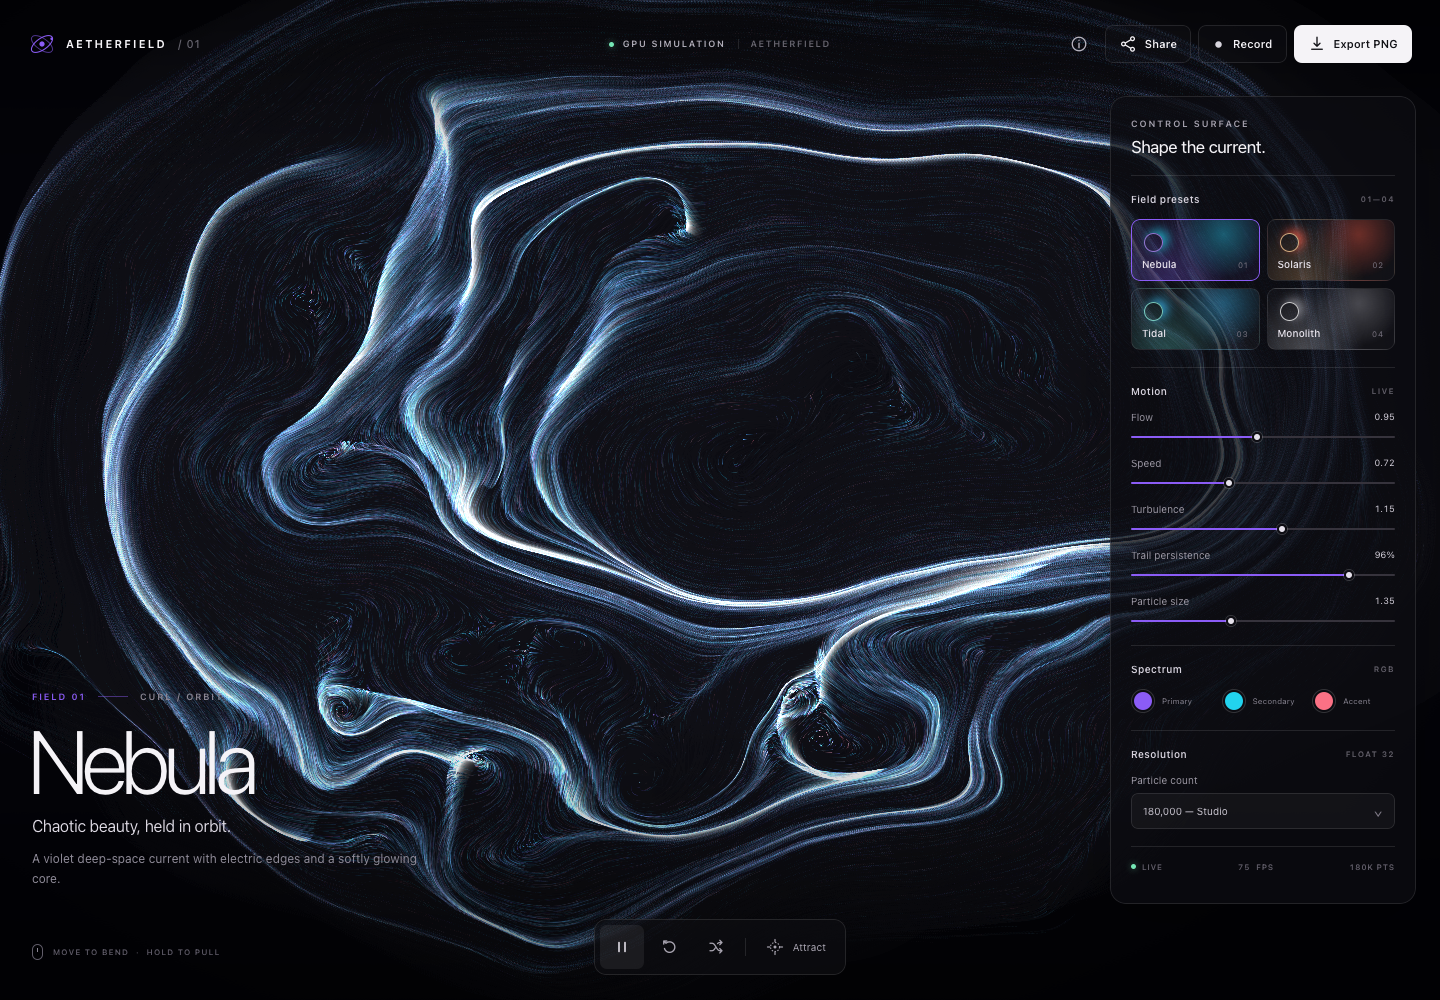 AETHERFIELD / 01
GPU SIMULATION | AETHERFIELD
Share
Record
Export PNG
CONTROL SURFACE
Shape the current.
Field presets 01—04
Nebula 01
Solaris 02
Tidal 03
Monolith 04
Motion LIVE
Flow 0.95
Speed 0.72
Turbulence 1.15
Trail persistence 96%
Particle size 1.35
Spectrum RGB
Primary Secondary Accent
Resolution FLOAT 32
Particle count
180,000 — Studio
LIVE 75 FPS 180K PTS
FIELD 01 — CURL / ORBIT
Nebula
Chaotic beauty, held in orbit.
A violet deep-space current with electric edges and a softly glowing
core.
MOVE TO BEND · HOLD TO PULL
Attract